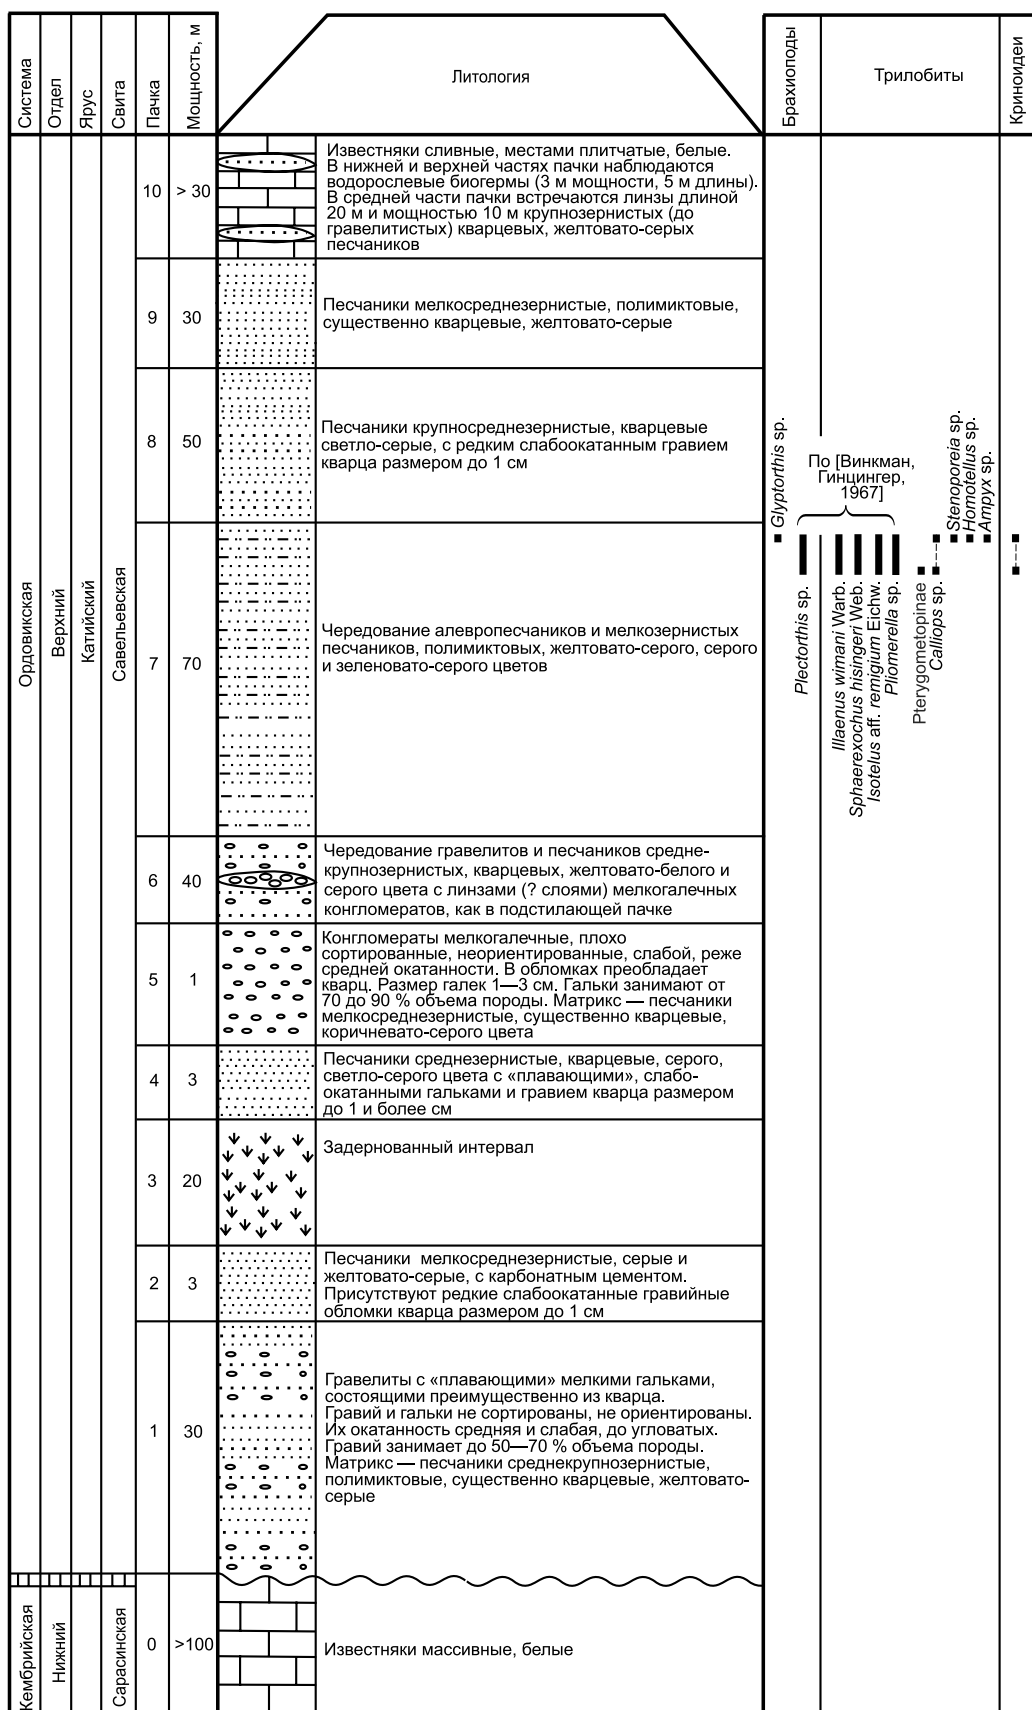 Система
Отдел
Ярус
Свита
Пачка
Мощность, м
Литология
Брахиоподы
Трилобиты
Криноидеи
Ордовикская
Верхний
Катийский
Савельевская
10
> 30
Известняки сливные, местами плитчатые, белые.
В нижней и верхней частях пачки наблюдаются
водорослевые биогермы (3 м мощности, 5 м длины).
В средней части пачки встречаются линзы длиной
20 м и мощностью 10 м крупнозернистых (до
гравелитистых) кварцевых, желтовато-серых
песчаников
9
30
Песчаники мелкосреднезернистые, полимиктовые,
существенно кварцевые, желтовато-серые
8
50
Песчаники крупносреднезернистые, кварцевые
светло-серые, с редким слабоокатанным гравием
кварца размером до 1 см
Glyptorthis sp.
По [Винкман,
Гинцингер,
1967]
Stenoporeia sp.
Homotellus sp.
Ampyx sp.
7
70
Чередование алевропесчаников и мелкозернистых
песчаников, полимиктовых, желтовато-серого, серого
и зеленовато-серого цветов
Plectorthis sp.
Illaenus wimani Warb.
Sphaerexochus hisingeri Web.
Isotelus aff. remigium Eichw.
Pliomerella sp.
Pterygometopinae
Calliops sp.
6
40
Чередование гравелитов и песчаников средне-
крупнозернистых, кварцевых, желтовато-белого и
серого цвета с линзами (? слоями) мелкогалечных
конгломератов, как в подстилающей пачке
5
1
Конгломераты мелкогалечные, плохо
сортированные, неориентированные, слабой, реже
средней окатанности. В обломках преобладает
кварц. Размер галек 1—3 см. Гальки занимают от
70 до 90 % объема породы. Матрикс — песчаники
мелкосреднезернистые, существенно кварцевые,
коричневато-серого цвета
4
3
Песчаники среднезернистые, кварцевые, серого,
светло-серого цвета с «плавающими», слабо-
окатанными гальками и гравием кварца размером
до 1 и более см
3
20
Задернованный интервал
2
3
Песчаники мелкосреднезернистые, серые и
желтовато-серые, с карбонатным цементом.
Присутствуют редкие слабоокатанные гравийные
обломки кварца размером до 1 см
1
30
Гравелиты с «плавающими» мелкими гальками,
состоящими преимущественно из кварца.
Гравий и гальки не сортированы, не ориентированы.
Их окатанность средняя и слабая, до угловатых.
Гравий занимает до 50—70 % объема породы.
Матрикс — песчаники среднекрупнозернистые,
полимиктовые, существенно кварцевые, желтовато-
серые
Кембрийская
Нижний
Сарасинская
0
>100
Известняки массивные, белые